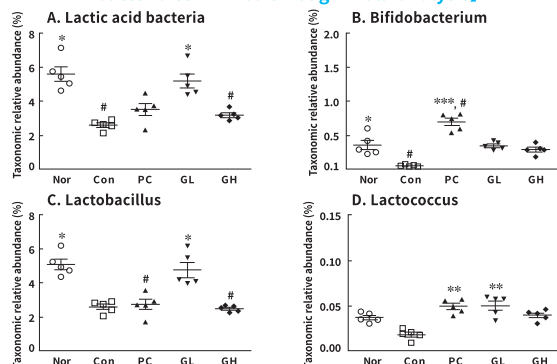 A. Lactic acid bacteria
Taxonomic relative abundance (%)
8
6
4
2
0
*
#
*
#
Nor Con PC GL GH
B. Bifidobacterium
Taxonomic relative abundance (%)
2.0
1.5
1.0
0.5
0.1
*
#
***, #
Nor Con PC GL GH
C. Lactobacillus
Taxonomic relative abundance (%)
8
6
4
2
0
*
#
*
#
Nor Con PC GL GH
D. Lactococcus
Taxonomic relative abundance (%)
0.15
0.10
0.05
0.00
**
**
Nor Con PC GL GH